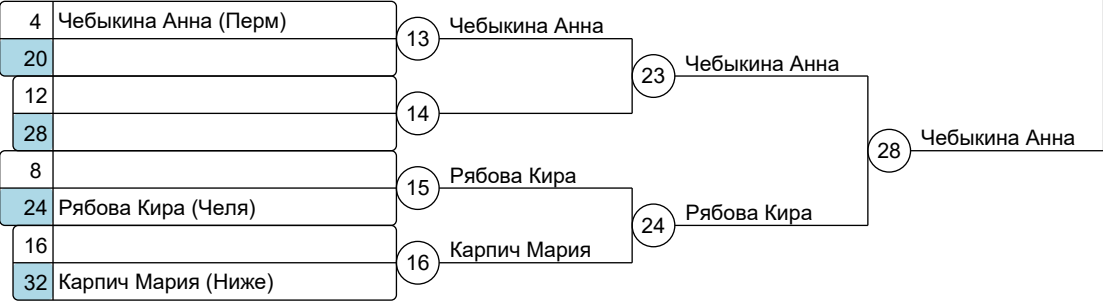 4 Чебыкина Анна (Перм)
13 Чебыкина Анна
20
23 Чебыкина Анна
12
14
28
28 Чебыкина Анна
8
15 Рябова Кира
24 Рябова Кира (Челя)
24 Рябова Кира
16
16 Карпич Мария
32 Карпич Мария (Ниже)